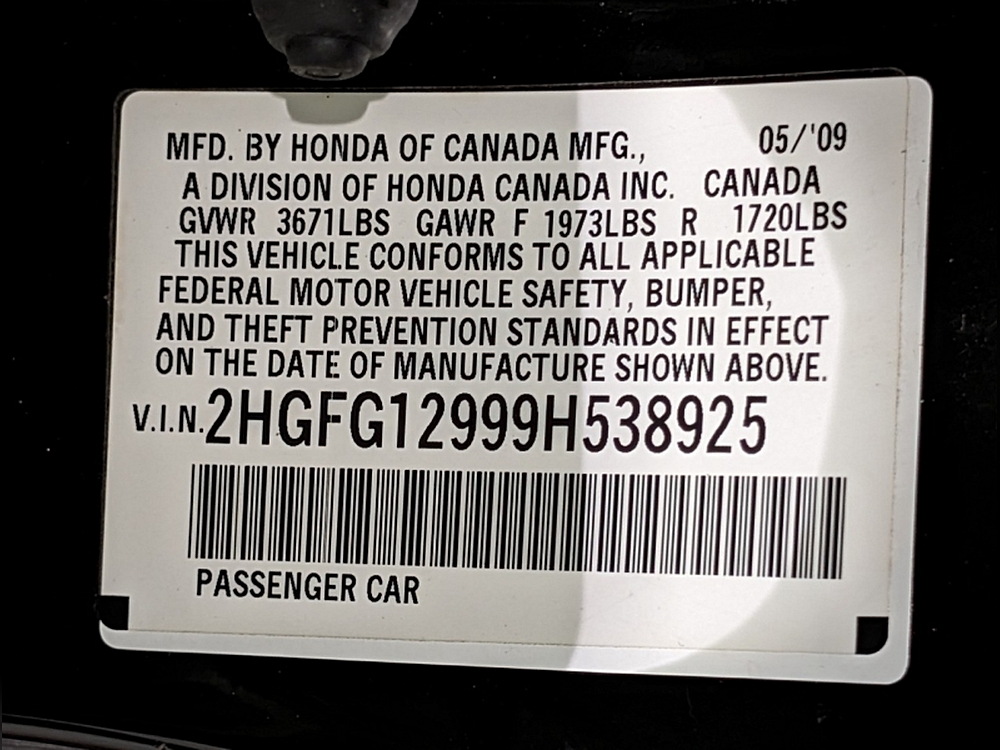 MFD. BY HONDA OF CANADA MFG., 05/'09
A DIVISION OF HONDA CANADA INC. CANADA
GVWR 3671LBS GAWR F 1973LBS R 1720LBS
THIS VEHICLE CONFORMS TO ALL APPLICABLE
FEDERAL MOTOR VEHICLE SAFETY, BUMPER,
AND THEFT PREVENTION STANDARDS IN EFFECT
ON THE DATE OF MANUFACTURE SHOWN ABOVE.
V.I.N. 2HGFG12999H538925
PASSENGER CAR